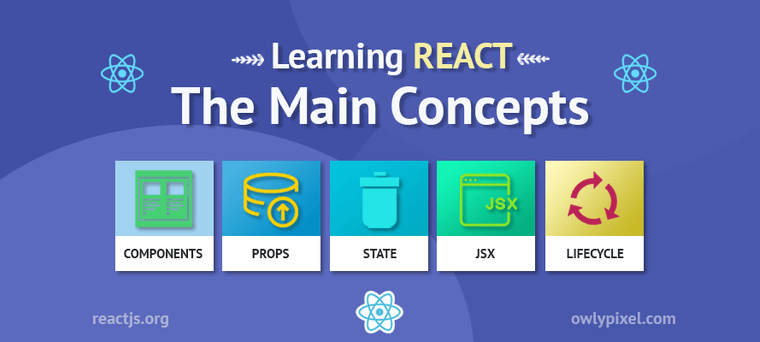 Learning REACT
The Main Concepts
JSX
COMPONENTS
PROPS
STATE
JSX
LIFECYCLE
reactjs.org
owlypixel.com